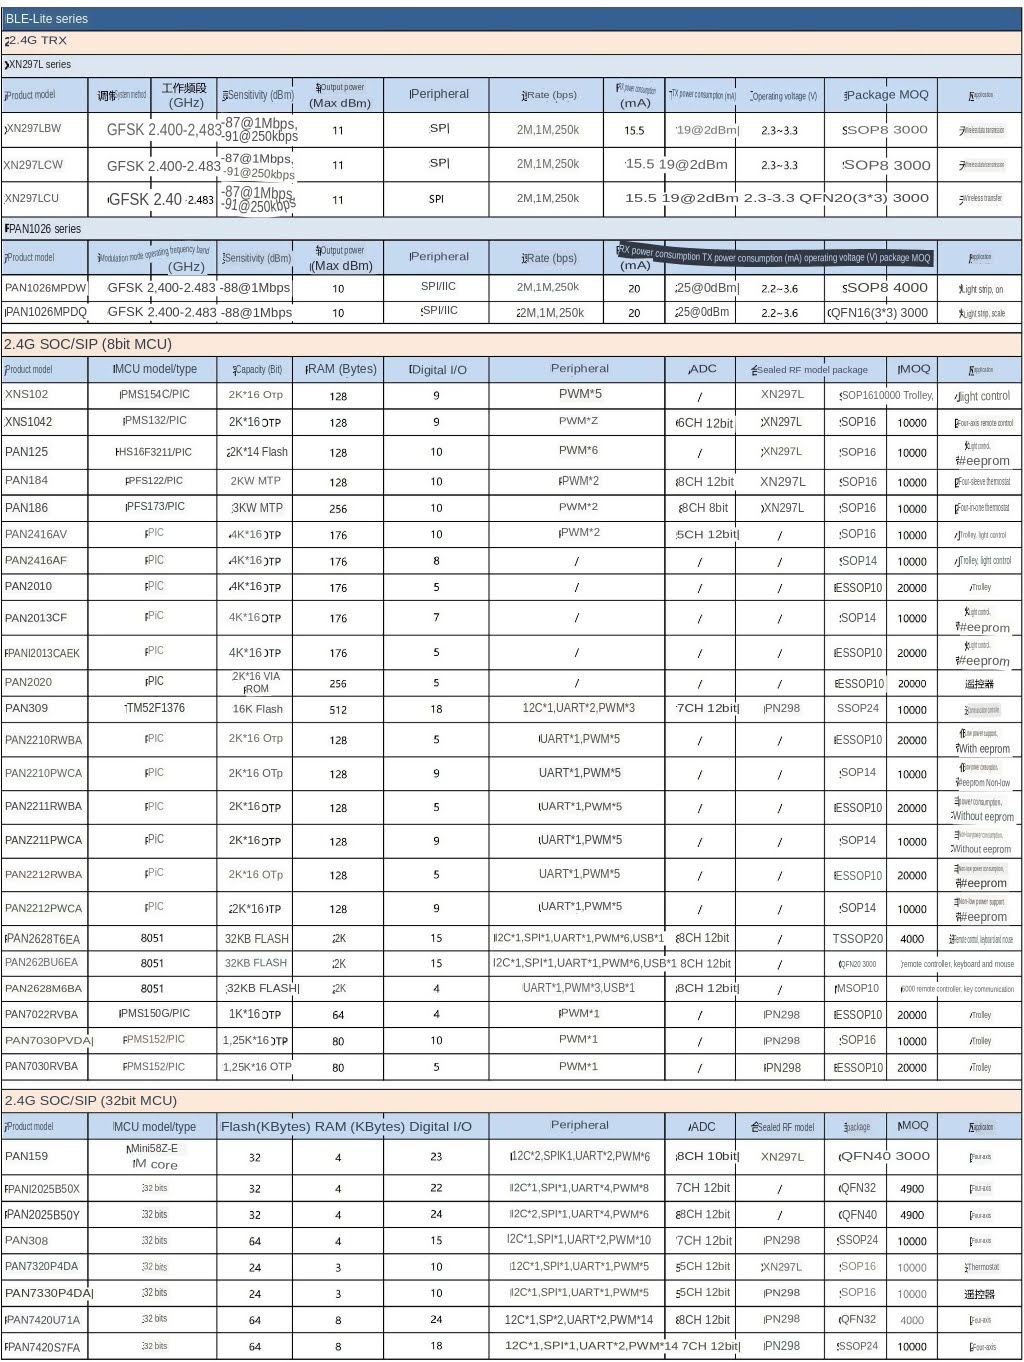 BLE-Lite series
2.4G TRX
XN297L series
Product model 调制 System method 工作频段 (GHz) Sensitivity (dBm) Output power (Max dBm) Peripheral Rate (bps) RX power consumption (mA) TX power consumption (mA) Operating voltage (V) Package MOQ Application
XN297LBW GFSK 2.400-2,483 -87@1Mbps, -91@250kbps 11 SPI 2M,1M,250k 15.5 19@2dBm 2.3~3.3 SOP8 3000 Wireless data transmission
XN297LCW GFSK 2.400-2.483 -87@1Mbps, -91@250kbps 11 SPI 2M,1M,250k 15.5 19@2dBm 2.3~3.3 SOP8 3000 Wireless data transmission
XN297LCU GFSK 2.40 -2.483 -87@1Mbps, -91@250kbps 11 SPI 2M,1M,250k 15.5 19@2dBm 2.3-3.3 QFN20(3*3) 3000 Wireless transfer
PAN1026 series
Product model Modulation mode operating frequency band (GHz) Sensitivity (dBm) Output power (Max dBm) Peripheral Rate (bps) RX power consumption TX power consumption (mA) operating voltage (V) package MOQ (mA) Application
PAN1026MPDW GFSK 2,400-2.483 -88@1Mbps 10 SPI/IIC 2M,1M,250k 20 25@0dBm 2.2~3.6 SOP8 4000 Light strip, on
PAN1026MPDQ GFSK 2.400-2.483 -88@1Mbps 10 SPI/IIC 2M,1M,250k 20 25@0dBm 2.2~3.6 QFN16(3*3) 3000 Light strip, scale
2.4G SOC/SIP (8bit MCU)
Product model MCU model/type Capacity (Bit) RAM (Bytes) Digital I/O Peripheral ADC Sealed RF model package MOQ Application
XNS102 PMS154C/PIC 2K*16 Oтp 128 9 PWM*5 / XN297L SOP1610000 Trolley, light control
XNS1042 PMS132/PIC 2K*16 OTP 128 9 PWM*Z 6CH 12bit XN297L SOP16 10000 Four-axis remote control
PAN125 HS16F3211/PIC 2K*14 Flash 128 10 PWM*6 / XN297L SOP16 10000 Light control, #eeprom
PAN184 PFS122/PIC 2KW MTP 128 10 PWM*2 8CH 12bit XN297L SOP16 10000 Four-sleeve thermostat
PAN186 PFS173/PIC 3KW MTP 256 10 PWM*2 8CH 8bit XN297L SOP16 10000 Four-in-one thermostat
PAN2416AV PIC 4K*16 OTP 176 10 PWM*2 5CH 12bit / SOP16 10000 Trolley, light control
PAN2416AF PIC 4K*16 OTP 176 8 / / / SOP14 10000 Trolley, light control
PAN2010 PIC 4K*16 OTP 176 5 / / / ESSOP10 20000 Trolley
PAN2013CF PiC 4K*16 OTP 176 7 / / / SOP14 10000 Light control, #eeprom
PANI2013CAEK PIC 4K*16 OTP 176 5 / / / ESSOP10 20000 Light control, #eeprom
PAN2020 PIC 2K*16 VIA ROM 256 5 / / / ESSOP10 20000 遥控器
PAN309 TM52F1376 16K Flash 512 18 12C*1,UART*2,PWM*3 7CH 12bit PN298 SSOP24 10000
PAN2210RWBA PIC 2K*16 Oтp 128 5 UART*1,PWM*5 / / ESSOP10 20000 Low power support, With eeprom
PAN2210PWCA PIC 2K*16 OTp 128 9 UART*1,PWM*5 / / SOP14 10000 Low power consumption, #eeprom Non-low
PAN2211RWBA PIC 2K*16 OTP 128 5 UART*1,PWM*5 / / ESSOP10 20000 power consumption, Without eeprom
PANZ211PWCA PiC 2K*16 OTP 128 9 UART*1,PWM*5 / / SOP14 10000 Non-low power consumption, Without eeprom
PAN2212RWBA PiC 2K*16 OTp 128 5 UART*1,PWM*5 / / ESSOP10 20000 Non-low power consumption, #eeprom
PAN2212PWCA PIC 2K*16 OTP 128 9 UART*1,PWM*5 / / SOP14 10000 Non-low power support, #eeprom
PAN2628T6EA 8051 32KB FLASH 2K 15 I2C*1,SPI*1,UART*1,PWM*6,USB*1 8CH 12bit / TSSOP20 4000 Remote control, keyboard and mouse
PAN262BU6EA 8051 32KB FLASH 2K 15 I2C*1,SPI*1,UART*1,PWM*6,USB*1 8CH 12bit / QFN20 3000 remote controller, keyboard and mouse
PAN2628M6BA 8051 32KB FLASH 2K 4 UART*1,PWM*3,USB*1 8CH 12bit / MSOP10 6000 remote controller, key communication
PAN7022RVBA PMS150G/PIC 1K*16 OTP 64 4 PWM*1 / PN298 ESSOP10 20000 Trolley
PAN7030PVDA PMS152/PIC 1,25K*16 OTP 80 10 PWM*1 / PN298 SOP16 10000 Trolley
PAN7030RVBA PMS152/PIC 1,25K*16 OTP 80 5 PWM*1 / PN298 ESSOP10 20000 Trolley
2.4G SOC/SIP (32bit MCU)
Product model MCU model/type Flash(KBytes) RAM (KBytes) Digital I/O Peripheral ADC Sealed RF model package MOQ Application
PAN159 Mini58Z-E M core 32 4 23 12C*2,SPIK1,UART*2,PWM*6 8CH 10bit XN297L QFN40 3000 Four-axis
PANI2025B50X 32 bits 32 4 22 I2C*1,SPI*1,UART*4,PWM*8 7CH 12bit / QFN32 4900 Four-axis
PAN2025B50Y 32 bits 32 4 24 I2C*2,SPI*1,UART*4,PWM*6 8CH 12bit / QFN40 4900 Four-axis
PAN308 32 bits 64 4 15 I2C*1,SPI*1,UART*2,PWM*10 7CH 12bit PN298 SSOP24 10000 Four-axis
PAN7320P4DA 32 bits 24 3 10 12C*1,SPI*1,UART*1,PWM*5 5CH 12bit XN297L SOP16 10000 Thermostat
PAN7330P4DA 32 bits 24 3 10 I2C*1,SPI*1,UART*1,PWM*5 5CH 12bit PN298 SOP16 10000 遥控器
PAN7420U71A 32 bits 64 8 24 12C*1,SP*2,UART*2,PWM*14 8CH 12bit PN298 QFN32 4000 Four-axis
PAN7420S7FA 32 bits 64 8 18 12C*1,SPI*1,UART*2,PWM*14 7CH 12bit PN298 SSOP24 10000 Four-axis